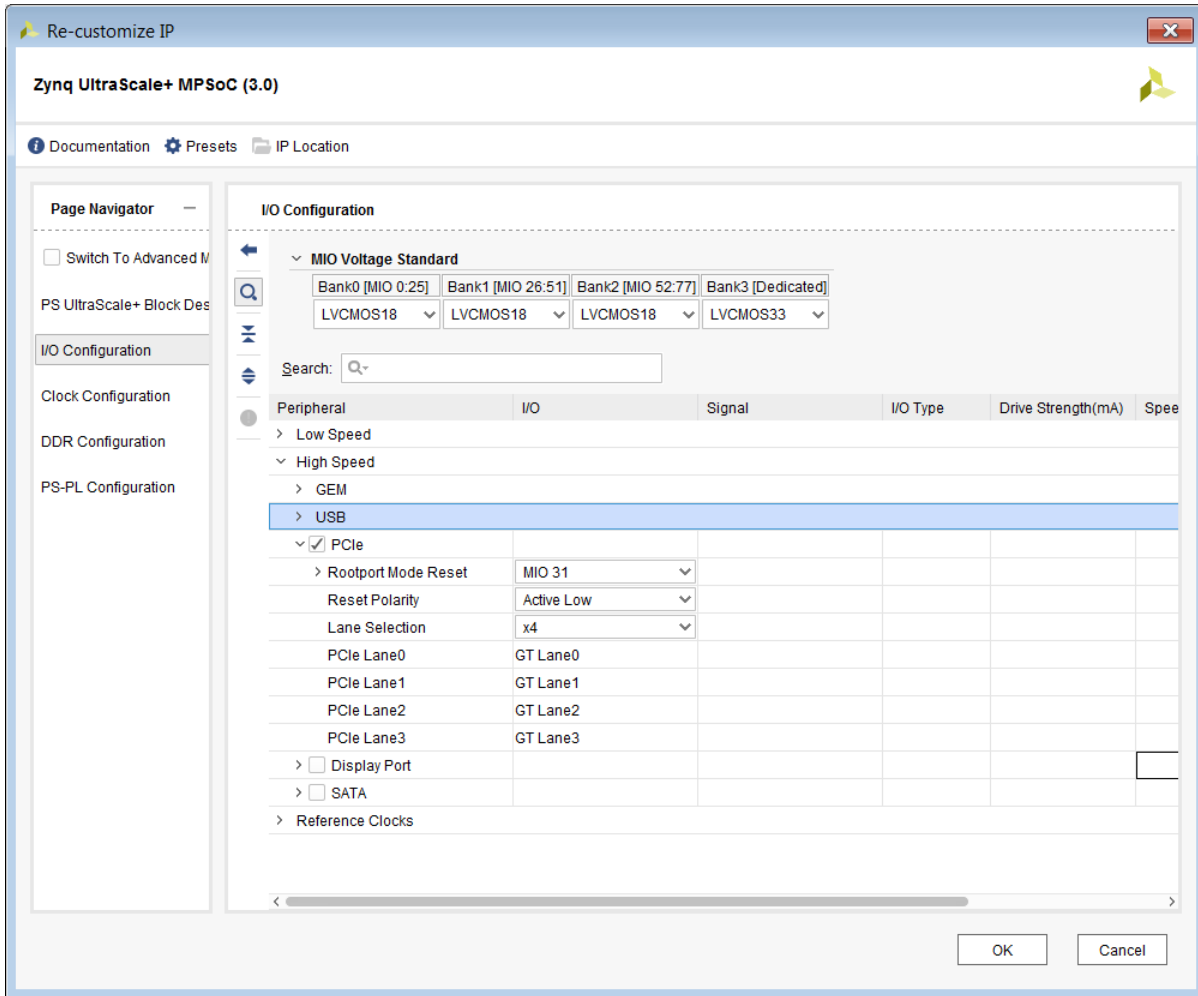 Re-customize IP
Zynq UltraScale+ MPSoC (3.0)
Documentation Presets IP Location
Page Navigator
Switch To Advanced M
PS UltraScale+ Block Des
I/O Configuration
Clock Configuration
DDR Configuration
PS-PL Configuration
I/O Configuration
MIO Voltage Standard
Bank0 [MIO 0:25] Bank1 [MIO 26:51] Bank2 [MIO 52:77] Bank3 [Dedicated]
LVCMOS18 LVCMOS18 LVCMOS18 LVCMOS33
Search:
Peripheral I/O Signal I/O Type Drive Strength(mA) Spee
Low Speed
High Speed
GEM
USB
PCIe
Rootport Mode Reset MIO 31
Reset Polarity Active Low
Lane Selection x4
PCIe Lane0 GT Lane0
PCIe Lane1 GT Lane1
PCIe Lane2 GT Lane2
PCIe Lane3 GT Lane3
Display Port
SATA
Reference Clocks
OK Cancel